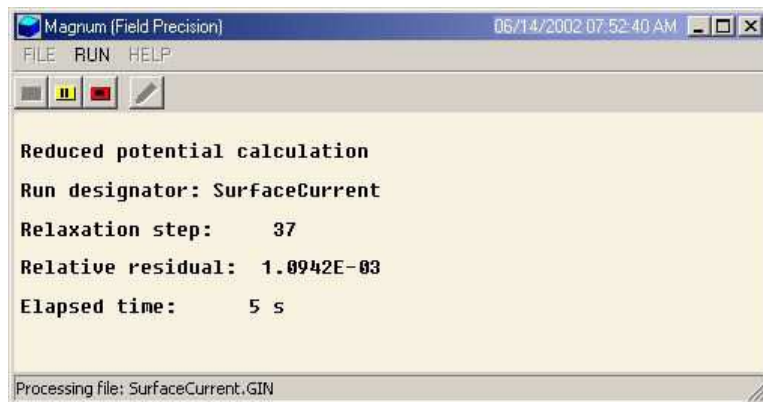 Magnum (Field Precision) 06/14/2002 07:52:40 AM
FILE RUN HELP
Reduced potential calculation
Run designator: SurfaceCurrent
Relaxation step: 37
Relative residual: 1.0942E-03
Elapsed time: 5 s
Processing file: SurfaceCurrent.GIN